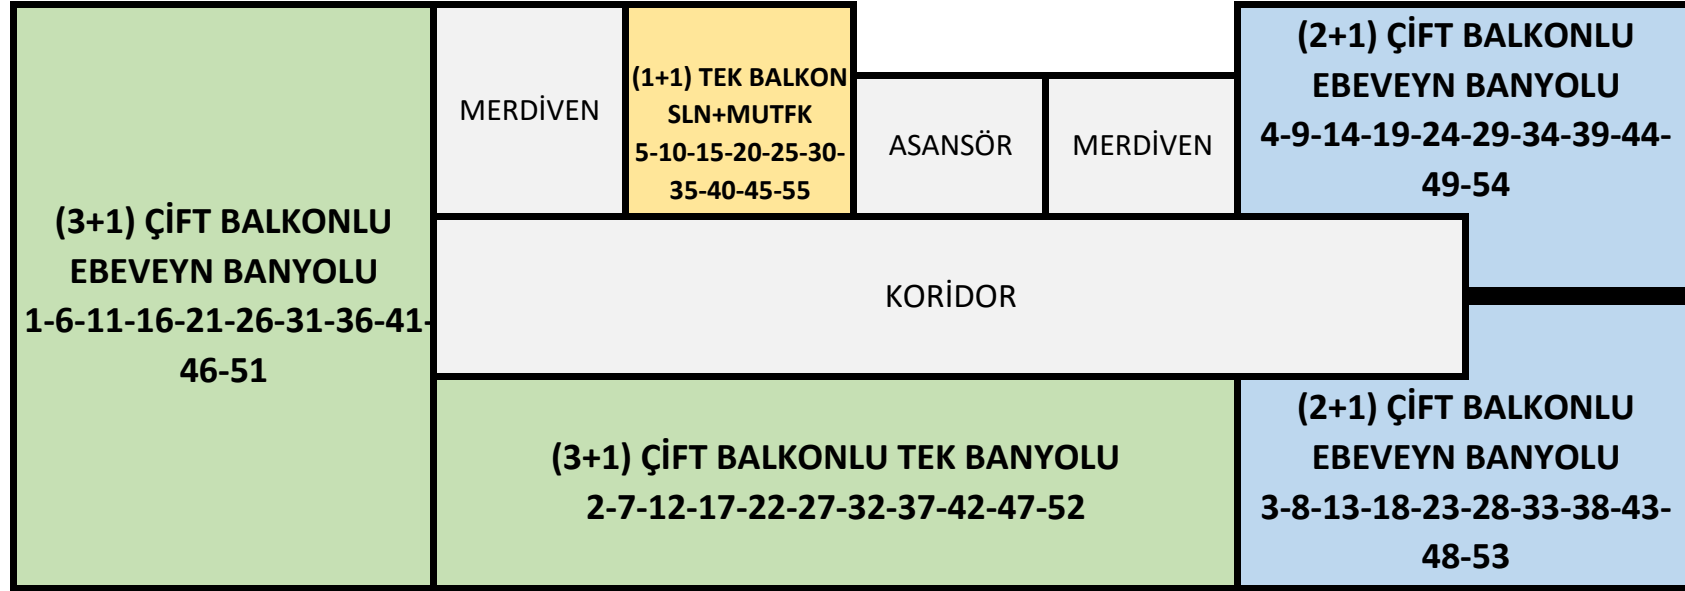 (3+1) ÇİFT BALKONLU
EBEVEYN BANYOLU
1-6-11-16-21-26-31-36-41-
46-51
MERDİVEN
(1+1) TEK BALKON
SLN+MUTFK
5-10-15-20-25-30-
35-40-45-55
ASANSÖR
MERDİVEN
(2+1) ÇİFT BALKONLU
EBEVEYN BANYOLU
4-9-14-19-24-29-34-39-44-
49-54
KORİDOR
(3+1) ÇİFT BALKONLU TEK BANYOLU
2-7-12-17-22-27-32-37-42-47-52
(2+1) ÇİFT BALKONLU
EBEVEYN BANYOLU
3-8-13-18-23-28-33-38-43-
48-53